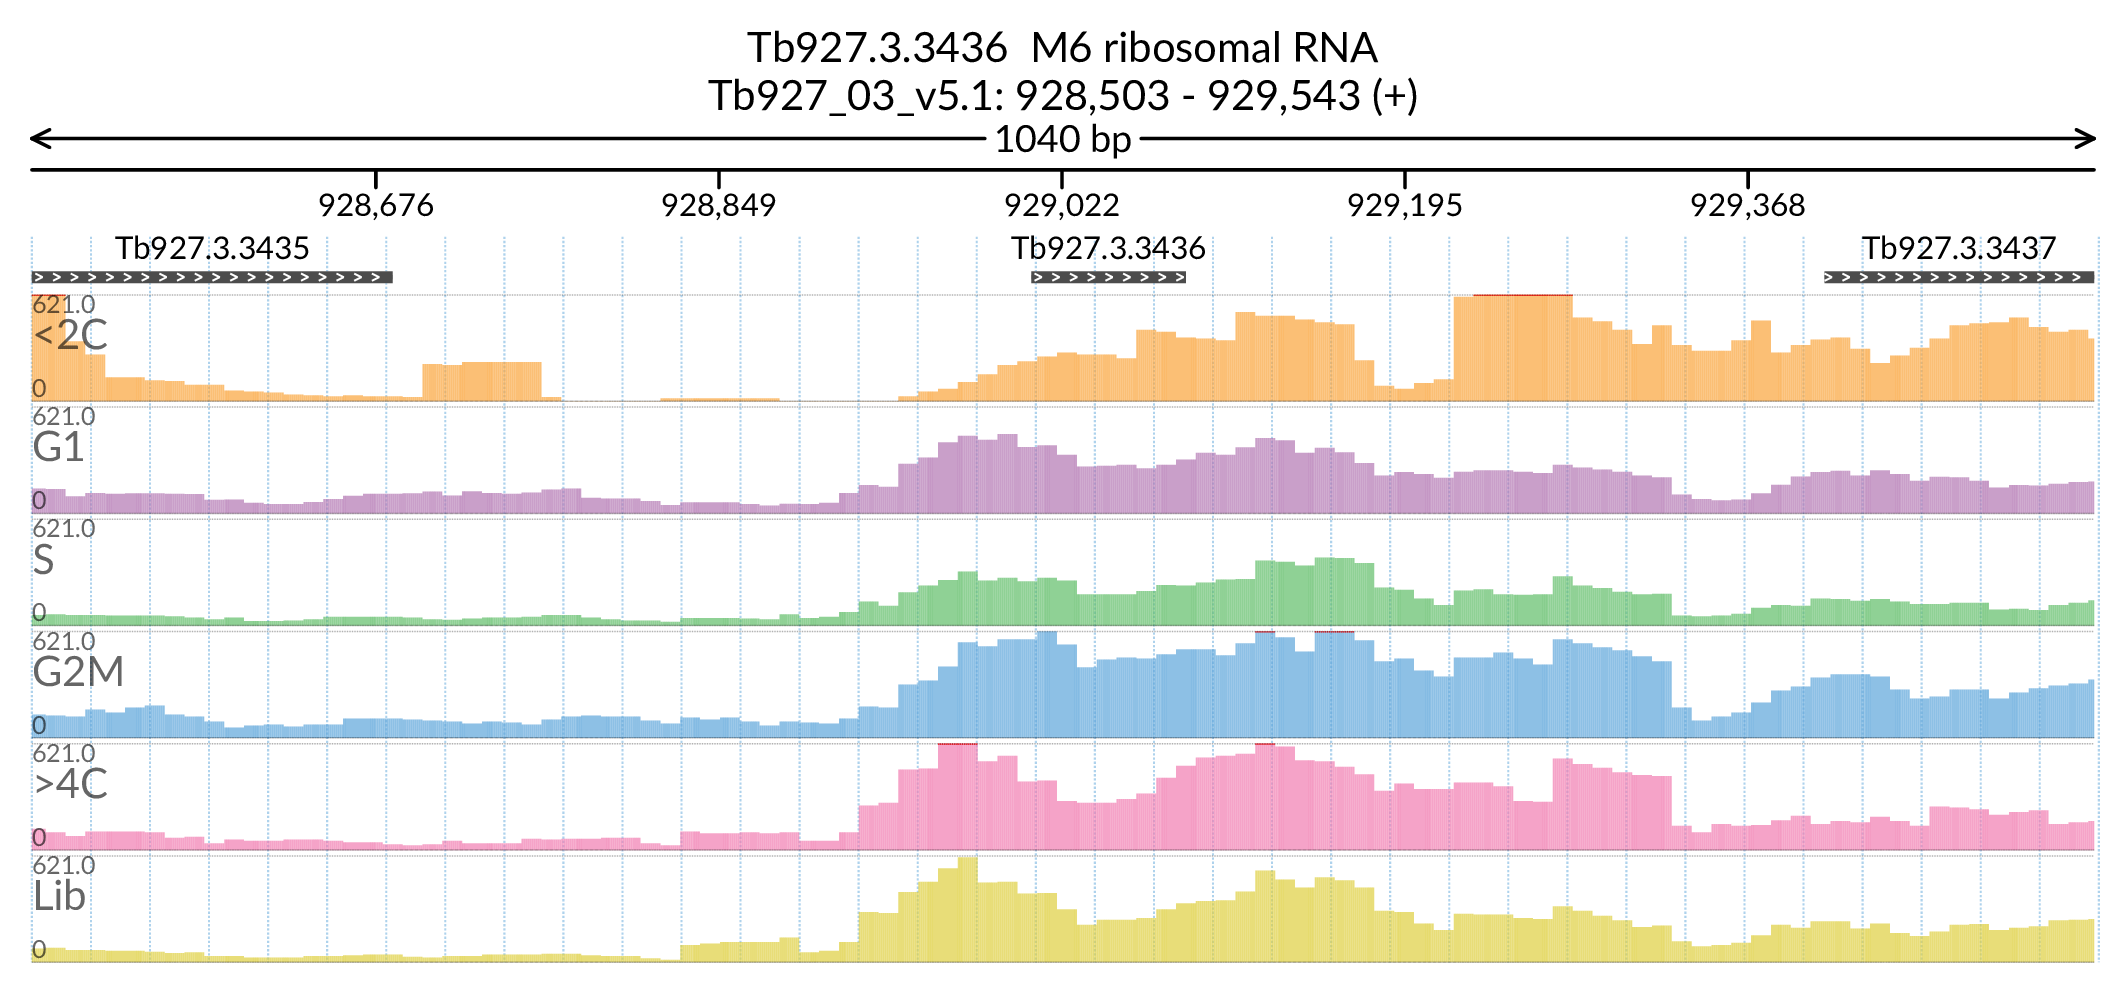 Tb927.3.3436  M6 ribosomal RNA
Tb927_03_v5.1: 928,503 - 929,543 (+)
1040 bp
928,676 928,849 929,022 929,195 929,368
Tb927.3.3435 Tb927.3.3436 Tb927.3.3437
621.0
<2C
0
621.0
G1
0
621.0
S
0
621.0
G2M
0
621.0
>4C
0
621.0
Lib
0